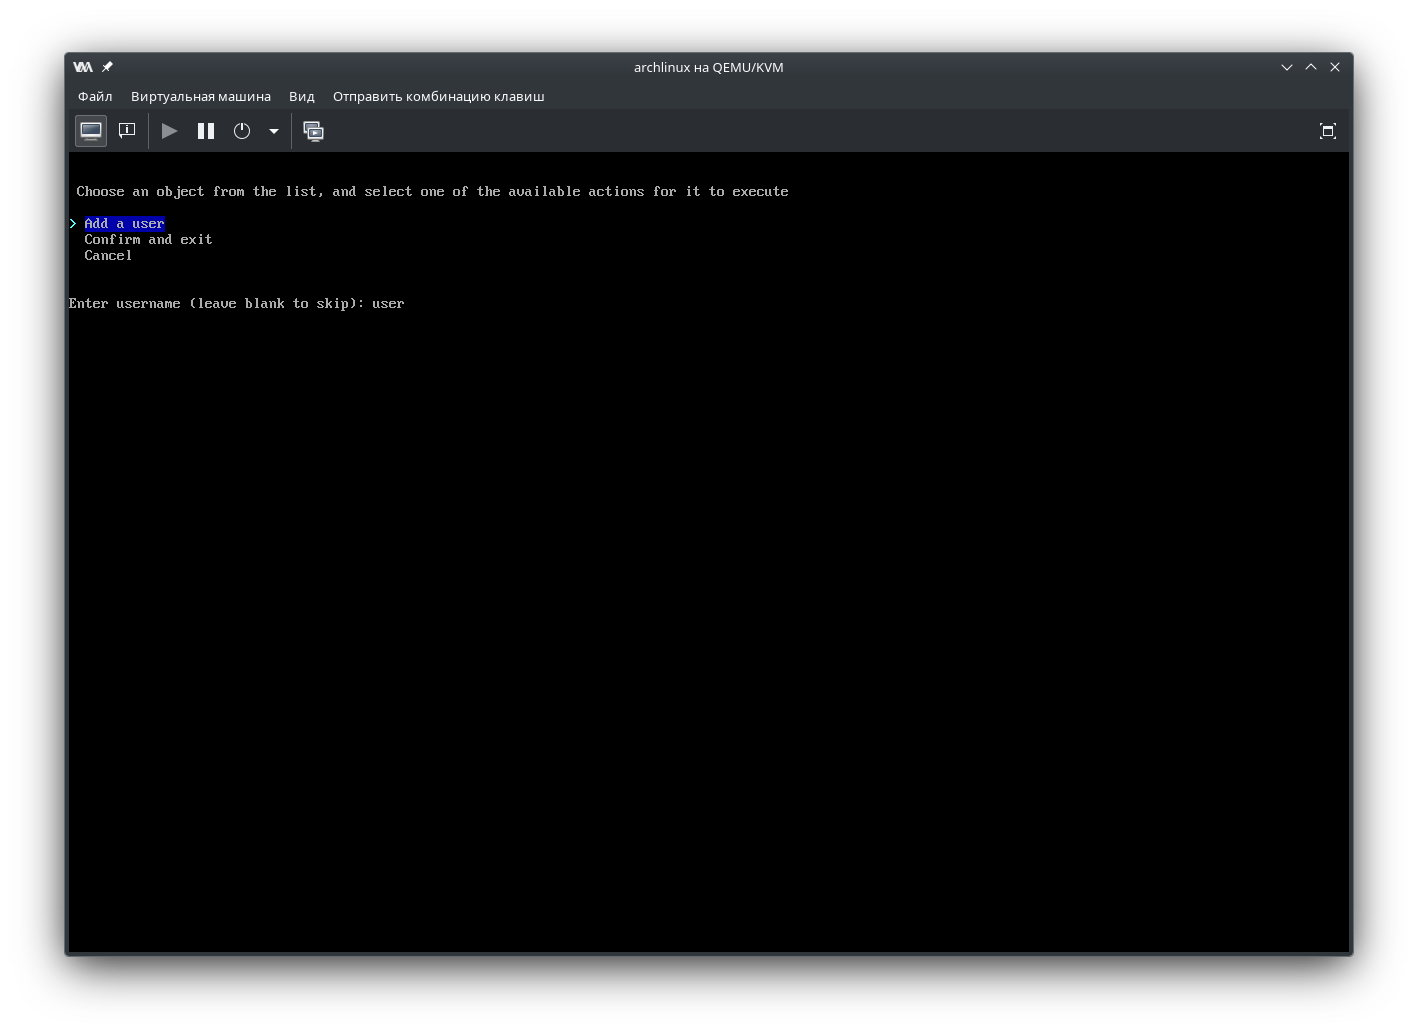 archlinux на QEMU/KVM
Файл Виртуальная машина Вид Отправить комбинацию клавиш
Choose an object from the list, and select one of the available actions for it to execute
> Add a user
Confirm and exit
Cancel
Enter username (leave blank to skip): user